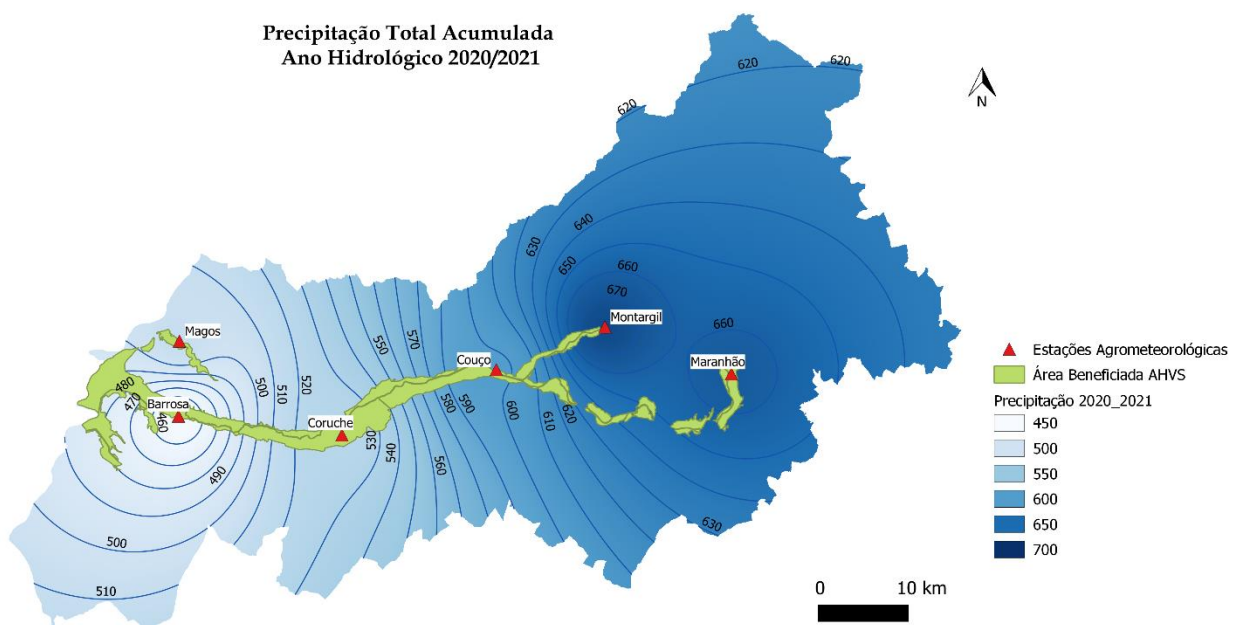 Precipitação Total Acumulada
Ano Hidrológico 2020/2021
620
620
620
N
640
630
650
660
670
Montargil
660
Maranhão
550
570
Couço
Magos
500
510
520
480
470
Barrosa
460
Coruche
530
540
560
580
590
600
610
620
490
500
510
630
Estações Agrometeorológicas
Área Beneficiada AHVS
Precipitação 2020_2021
450
500
550
600
650
700
0 10 km